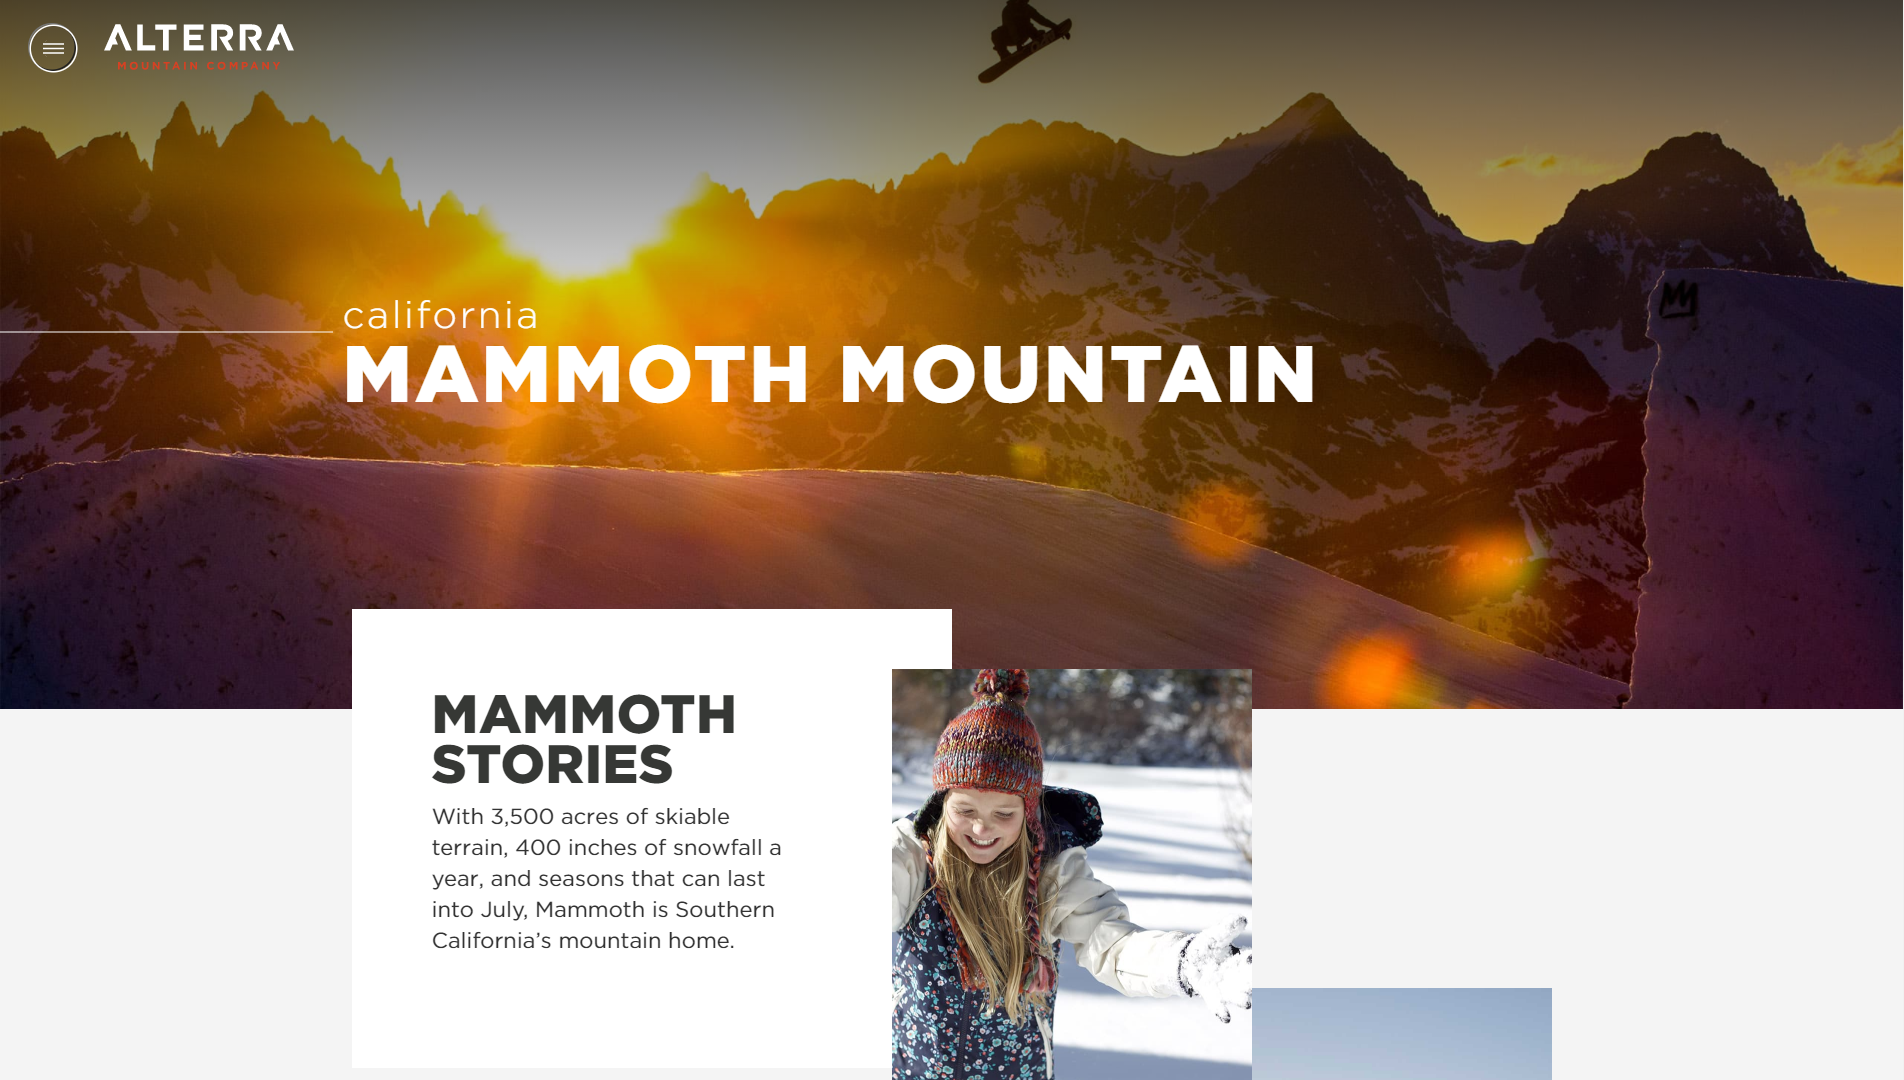 ALTERRA
MOUNTAIN COMPANY
california
MAMMOTH MOUNTAIN
MAMMOTH
STORIES
With 3,500 acres of skiable
terrain, 400 inches of snowfall a
year, and seasons that can last
into July, Mammoth is Southern
California’s mountain home.